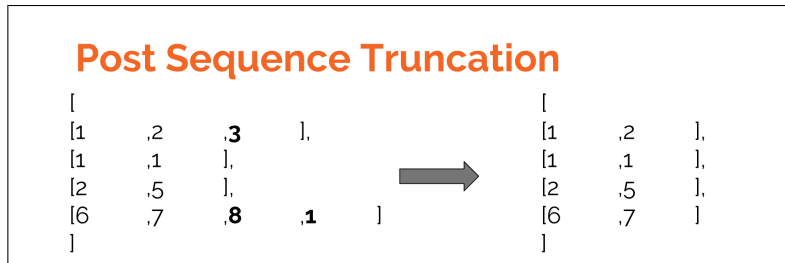 Post Sequence Truncation
[
[1 ,2 ,3 ],
[1 ,1 ],
[2 ,5 ],
[6 ,7 ,8 ,1 ]
]
[
[1 ,2 ],
[1 ,1 ],
[2 ,5 ],
[6 ,7 ]
]